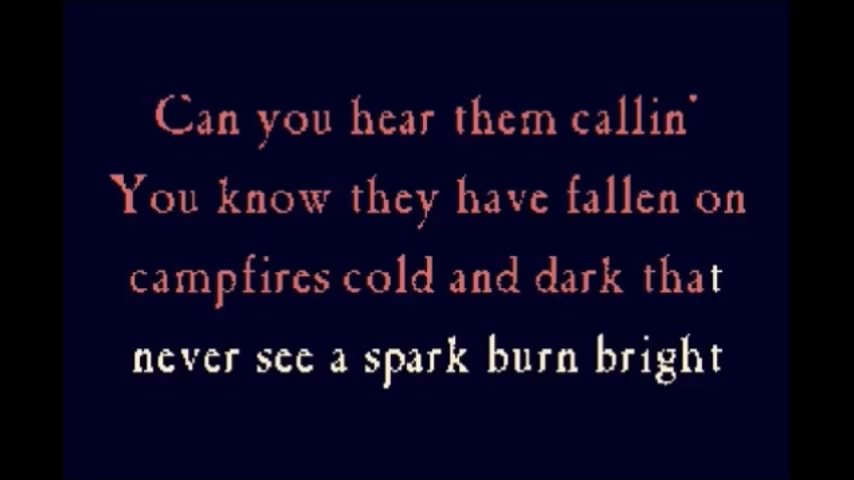 Can you hear them callin'
You know they have fallen on
campfires cold and dark that
never see a spark burn bright